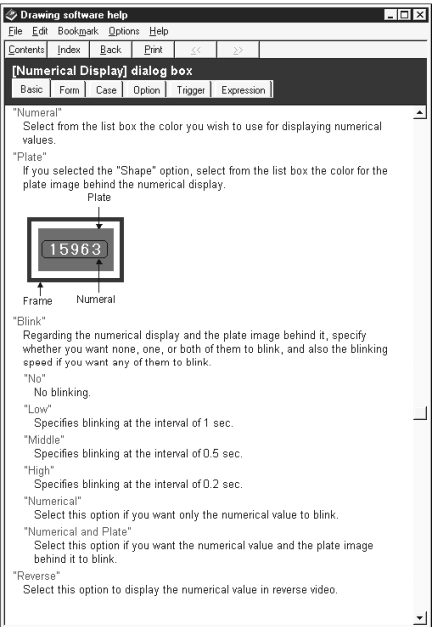 Drawing software help
File Edit Bookmark Options Help
Contents Index Back Print << >>
[Numerical Display] dialog box
Basic Form Case Option Trigger Expression
"Numeral"
Select from the list box the color you wish to use for displaying numerical
values.
"Plate"
If you selected the "Shape" option, select from the list box the color for the
plate image behind the numerical display.
Plate
15963
Frame Numeral
"Blink"
Regarding the numerical display and the plate image behind it, specify
whether you want none, one, or both of them to blink, and also the blinking
speed if you want any of them to blink.
"No"
No blinking.
"Low"
Specifies blinking at the interval of 1 sec.
"Middle"
Specifies blinking at the interval of 0.5 sec.
"High"
Specifies blinking at the interval of 0.2 sec.
"Numerical"
Select this option if you want only the numerical value to blink.
"Numerical and Plate"
Select this option if you want the numerical value and the plate image
behind it to blink.
"Reverse"
Select this option to display the numerical value in reverse video.